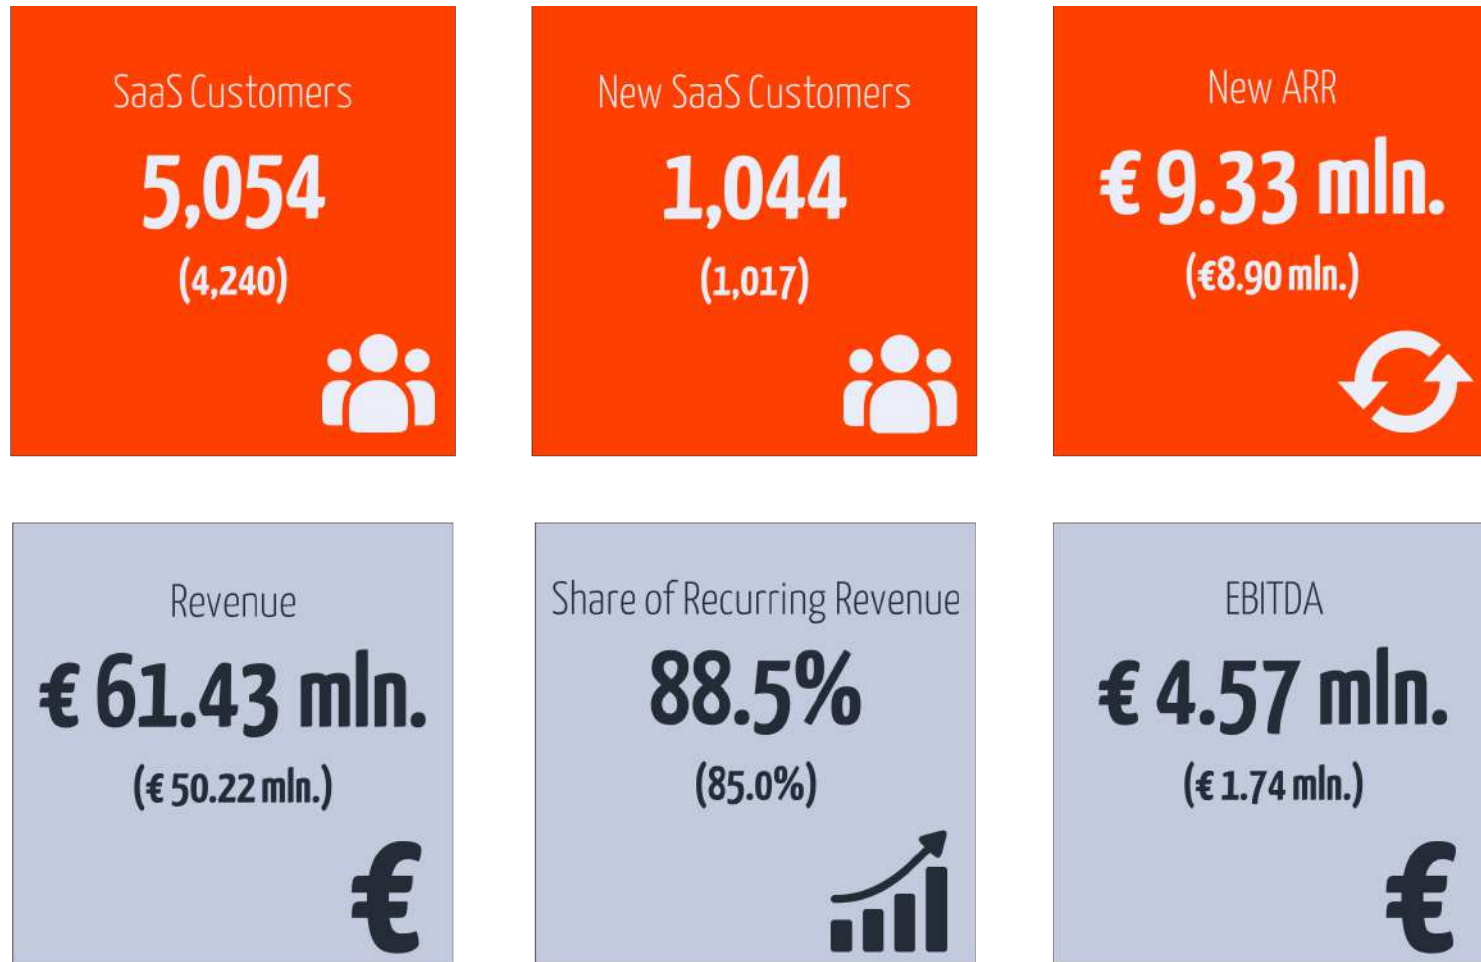 SaaS Customers
5,054
(4,240)
New SaaS Customers
1,044
(1,017)
New ARR
€ 9.33 mln.
(€8.90 mln.)
Revenue
€ 61.43 mln.
(€ 50.22 mln.)
€
Share of Recurring Revenue
88.5%
(85.0%)
EBITDA
€ 4.57 mln.
(€ 1.74 mln.)
€